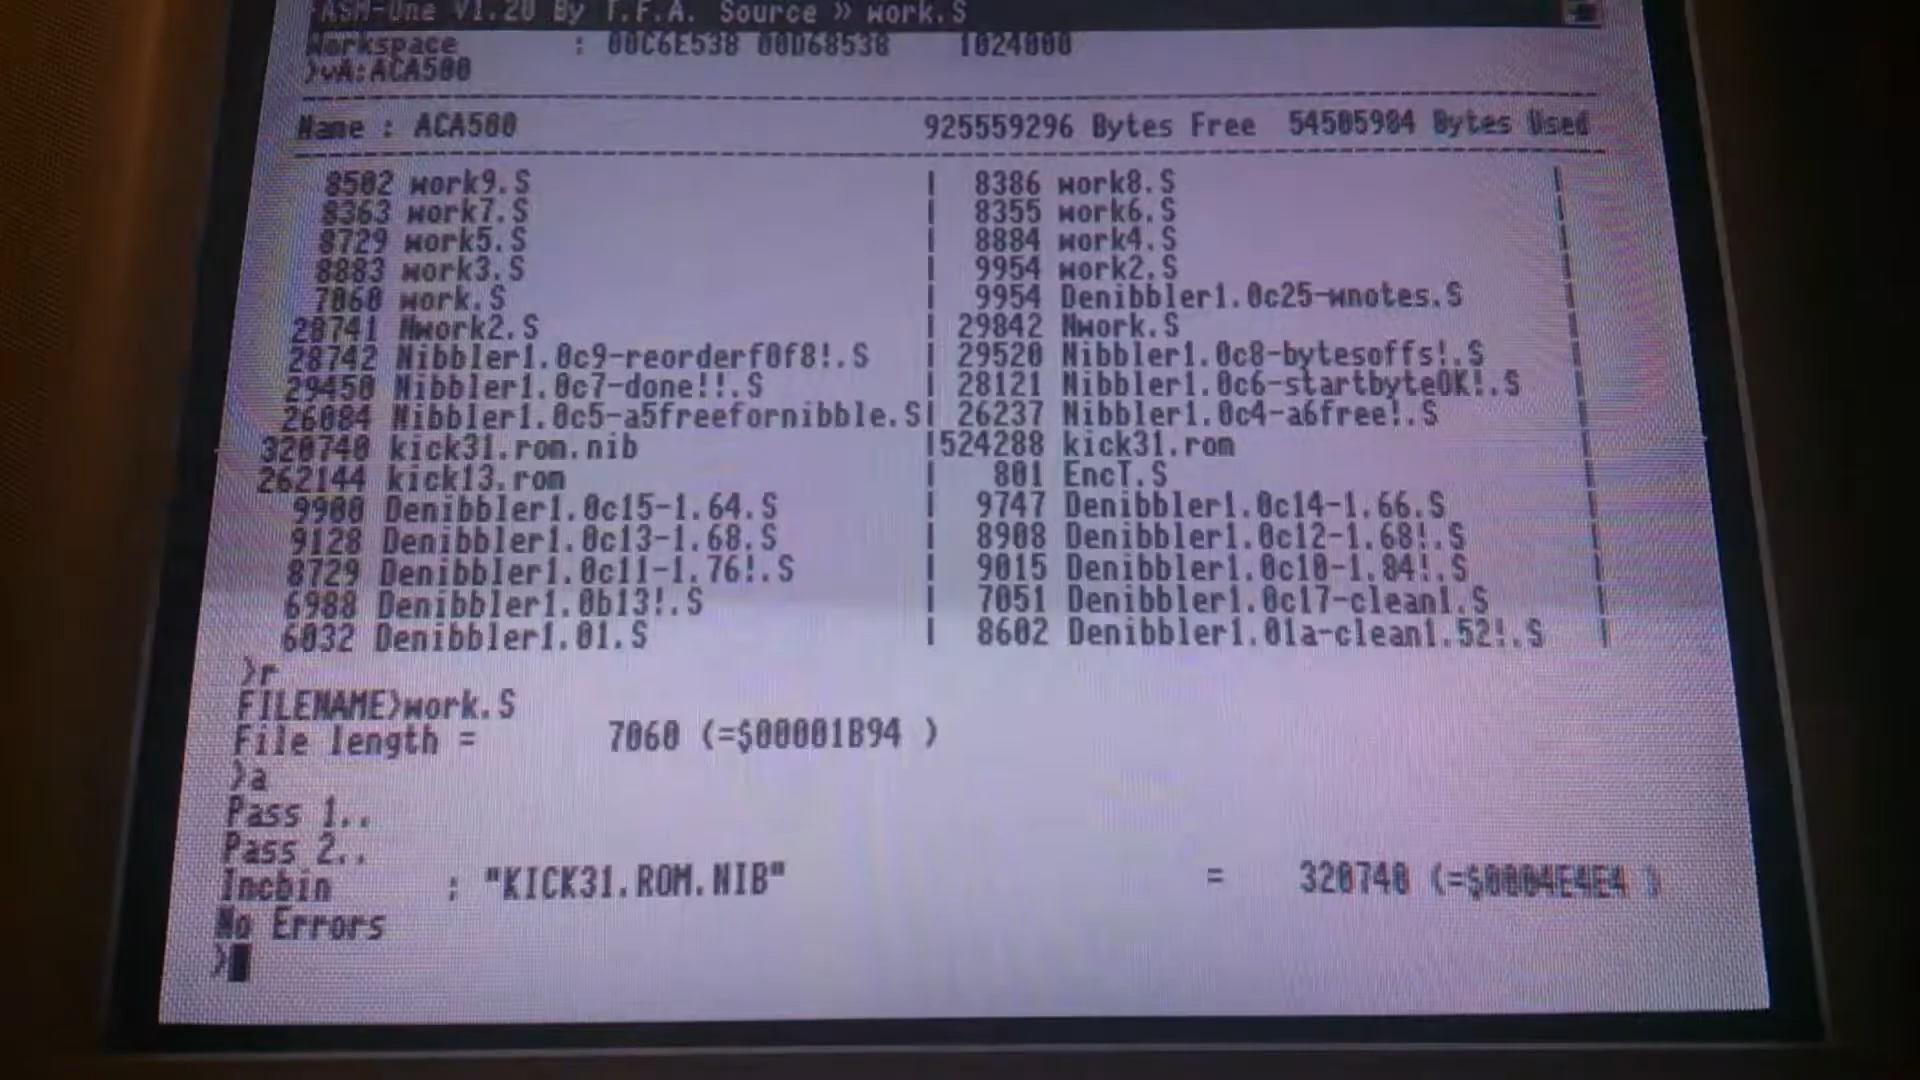 ASM-One V1.20 By T.F.A. Source » work.S
Workspace : 00C6E538 00D68538 1024000
>vA:ACA500
Name : ACA500 925559296 Bytes Free 54505984 Bytes Used
8502 work9.S | 8386 work8.S |
8363 work7.S | 8355 work6.S |
8729 work5.S | 8884 work4.S |
8883 work3.S | 9954 work2.S |
7060 work.S | 9954 Denibbler1.0c25-wnotes.S |
28741 Nwork2.S | 29842 Nwork.S |
28742 Nibbler1.0c9-reorderf0f8!.S | 29520 Nibbler1.0c8-bytesoffs!.S |
29450 Nibbler1.0c7-done!!.S | 28121 Nibbler1.0c6-startbyteOK!.S |
26084 Nibbler1.0c5-a5freefornibble.S| 26237 Nibbler1.0c4-a6free!.S |
320740 kick31.rom.nib |524288 kick31.rom |
262144 kick13.rom | 801 EncT.S |
9900 Denibbler1.0c15-1.64.S | 9747 Denibbler1.0c14-1.66.S |
9128 Denibbler1.0c13-1.68.S | 8908 Denibbler1.0c12-1.68!.S |
8729 Denibbler1.0c11-1.76!.S | 9015 Denibbler1.0c10-1.84!.S |
6988 Denibbler1.0b13!.S | 7051 Denibbler1.0c17-clean1.S |
6032 Denibbler1.01.S | 8602 Denibbler1.01a-clean1.52!.S |
>r
FILENAME>work.S
File length = 7060 (=$00001B94 )
>a
Pass 1..
Pass 2..
Incbin : "KICK31.ROM.NIB" = 320740 (=$0004E4E4 )
No Errors
>